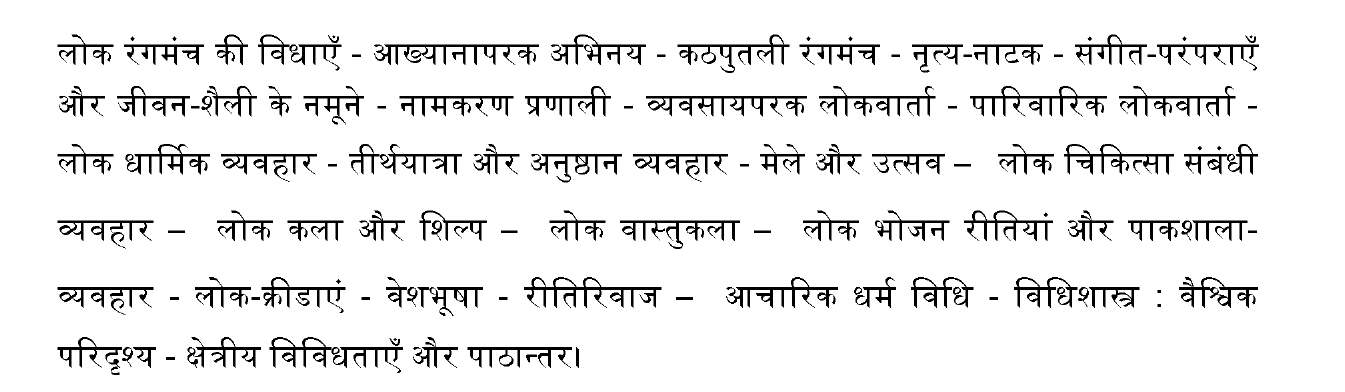 लोक रंगमंच की विधाएँ - आख्यानापरक अभिनय - कठपुतली रंगमंच - नृत्य-नाटक - संगीत-परंपराएँ
और जीवन-शैली के नमूने - नामकरण प्रणाली - व्यवसायपरक लोकवार्ता - पारिवारिक लोकवार्ता -
लोक धार्मिक व्यवहार - तीर्थयात्रा और अनुष्ठान व्यवहार - मेले और उत्सव – लोक चिकित्सा संबंधी
व्यवहार – लोक कला और शिल्प – लोक वास्तुकला – लोक भोजन रीतियां और पाकशाला-
व्यवहार - लोक-क्रीडाएं - वेशभूषा - रीतिरिवाज – आचारिक धर्म विधि - विधिशास्त्र : वैश्विक
परिदृश्य - क्षेत्रीय विविधताएँ और पाठान्तर।